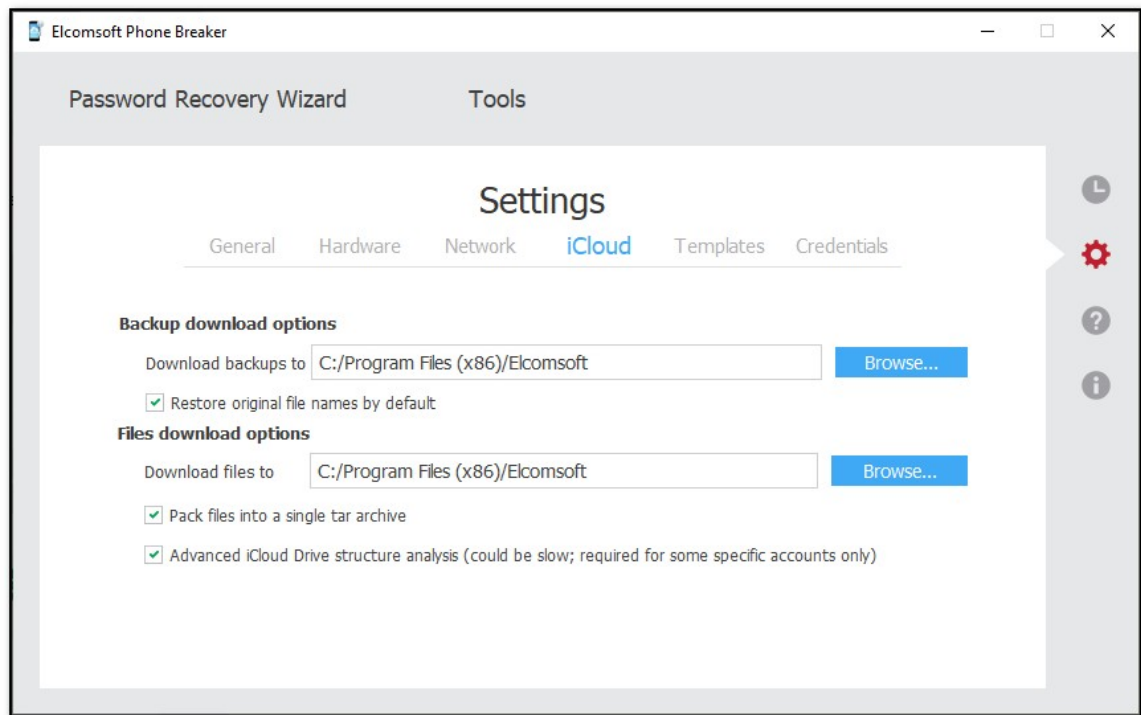 Elcomsoft Phone Breaker
Password Recovery Wizard Tools
Settings
General Hardware Network iCloud Templates Credentials
Backup download options
Download backups to C:/Program Files (x86)/Elcomsoft Browse...
Restore original file names by default
Files download options
Download files to C:/Program Files (x86)/Elcomsoft Browse...
Pack files into a single tar archive
Advanced iCloud Drive structure analysis (could be slow; required for some specific accounts only)